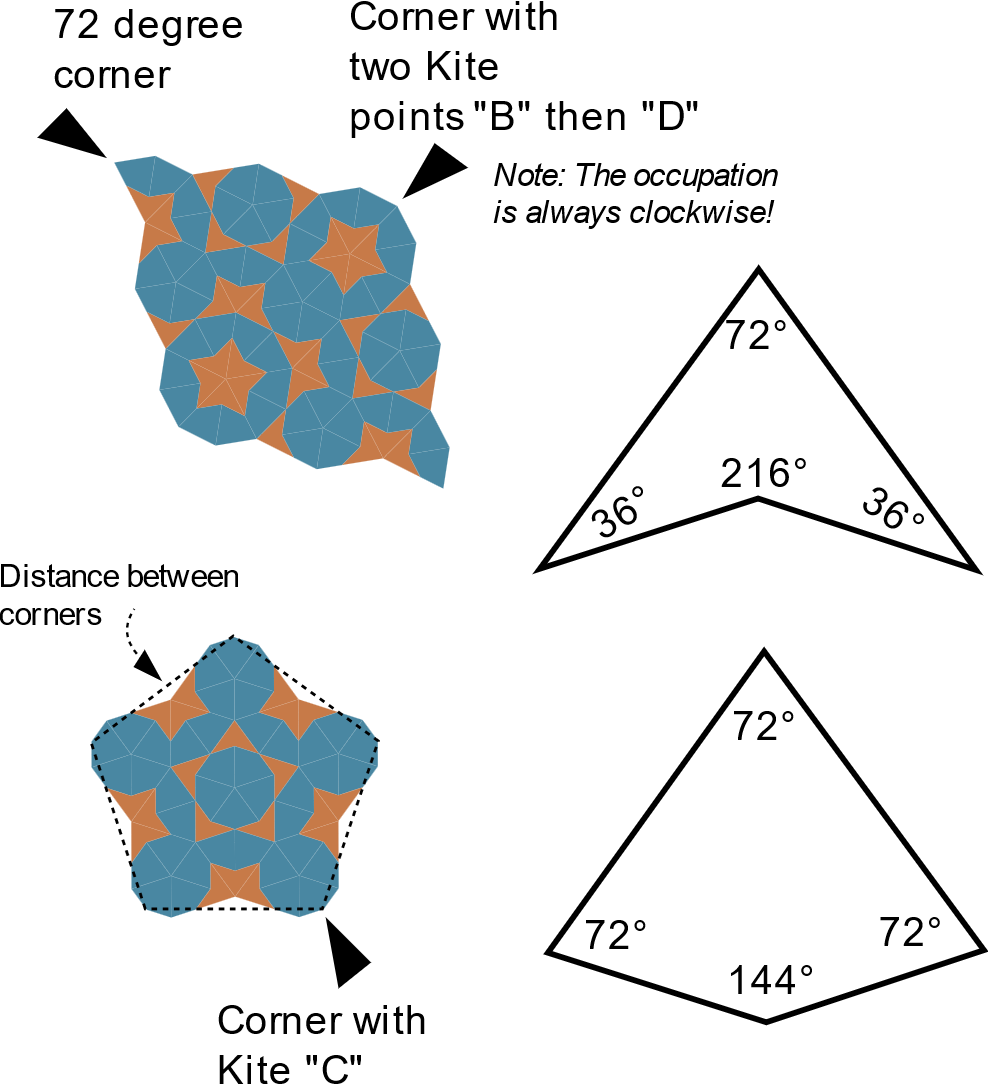 72 degree
corner
Corner with
two Kite
points "B" then "D"
Note: The occupation
is always clockwise!
72°
216°
36°
36°
Distance between
corners
72°
72°
72°
144°
Corner with
Kite "C"